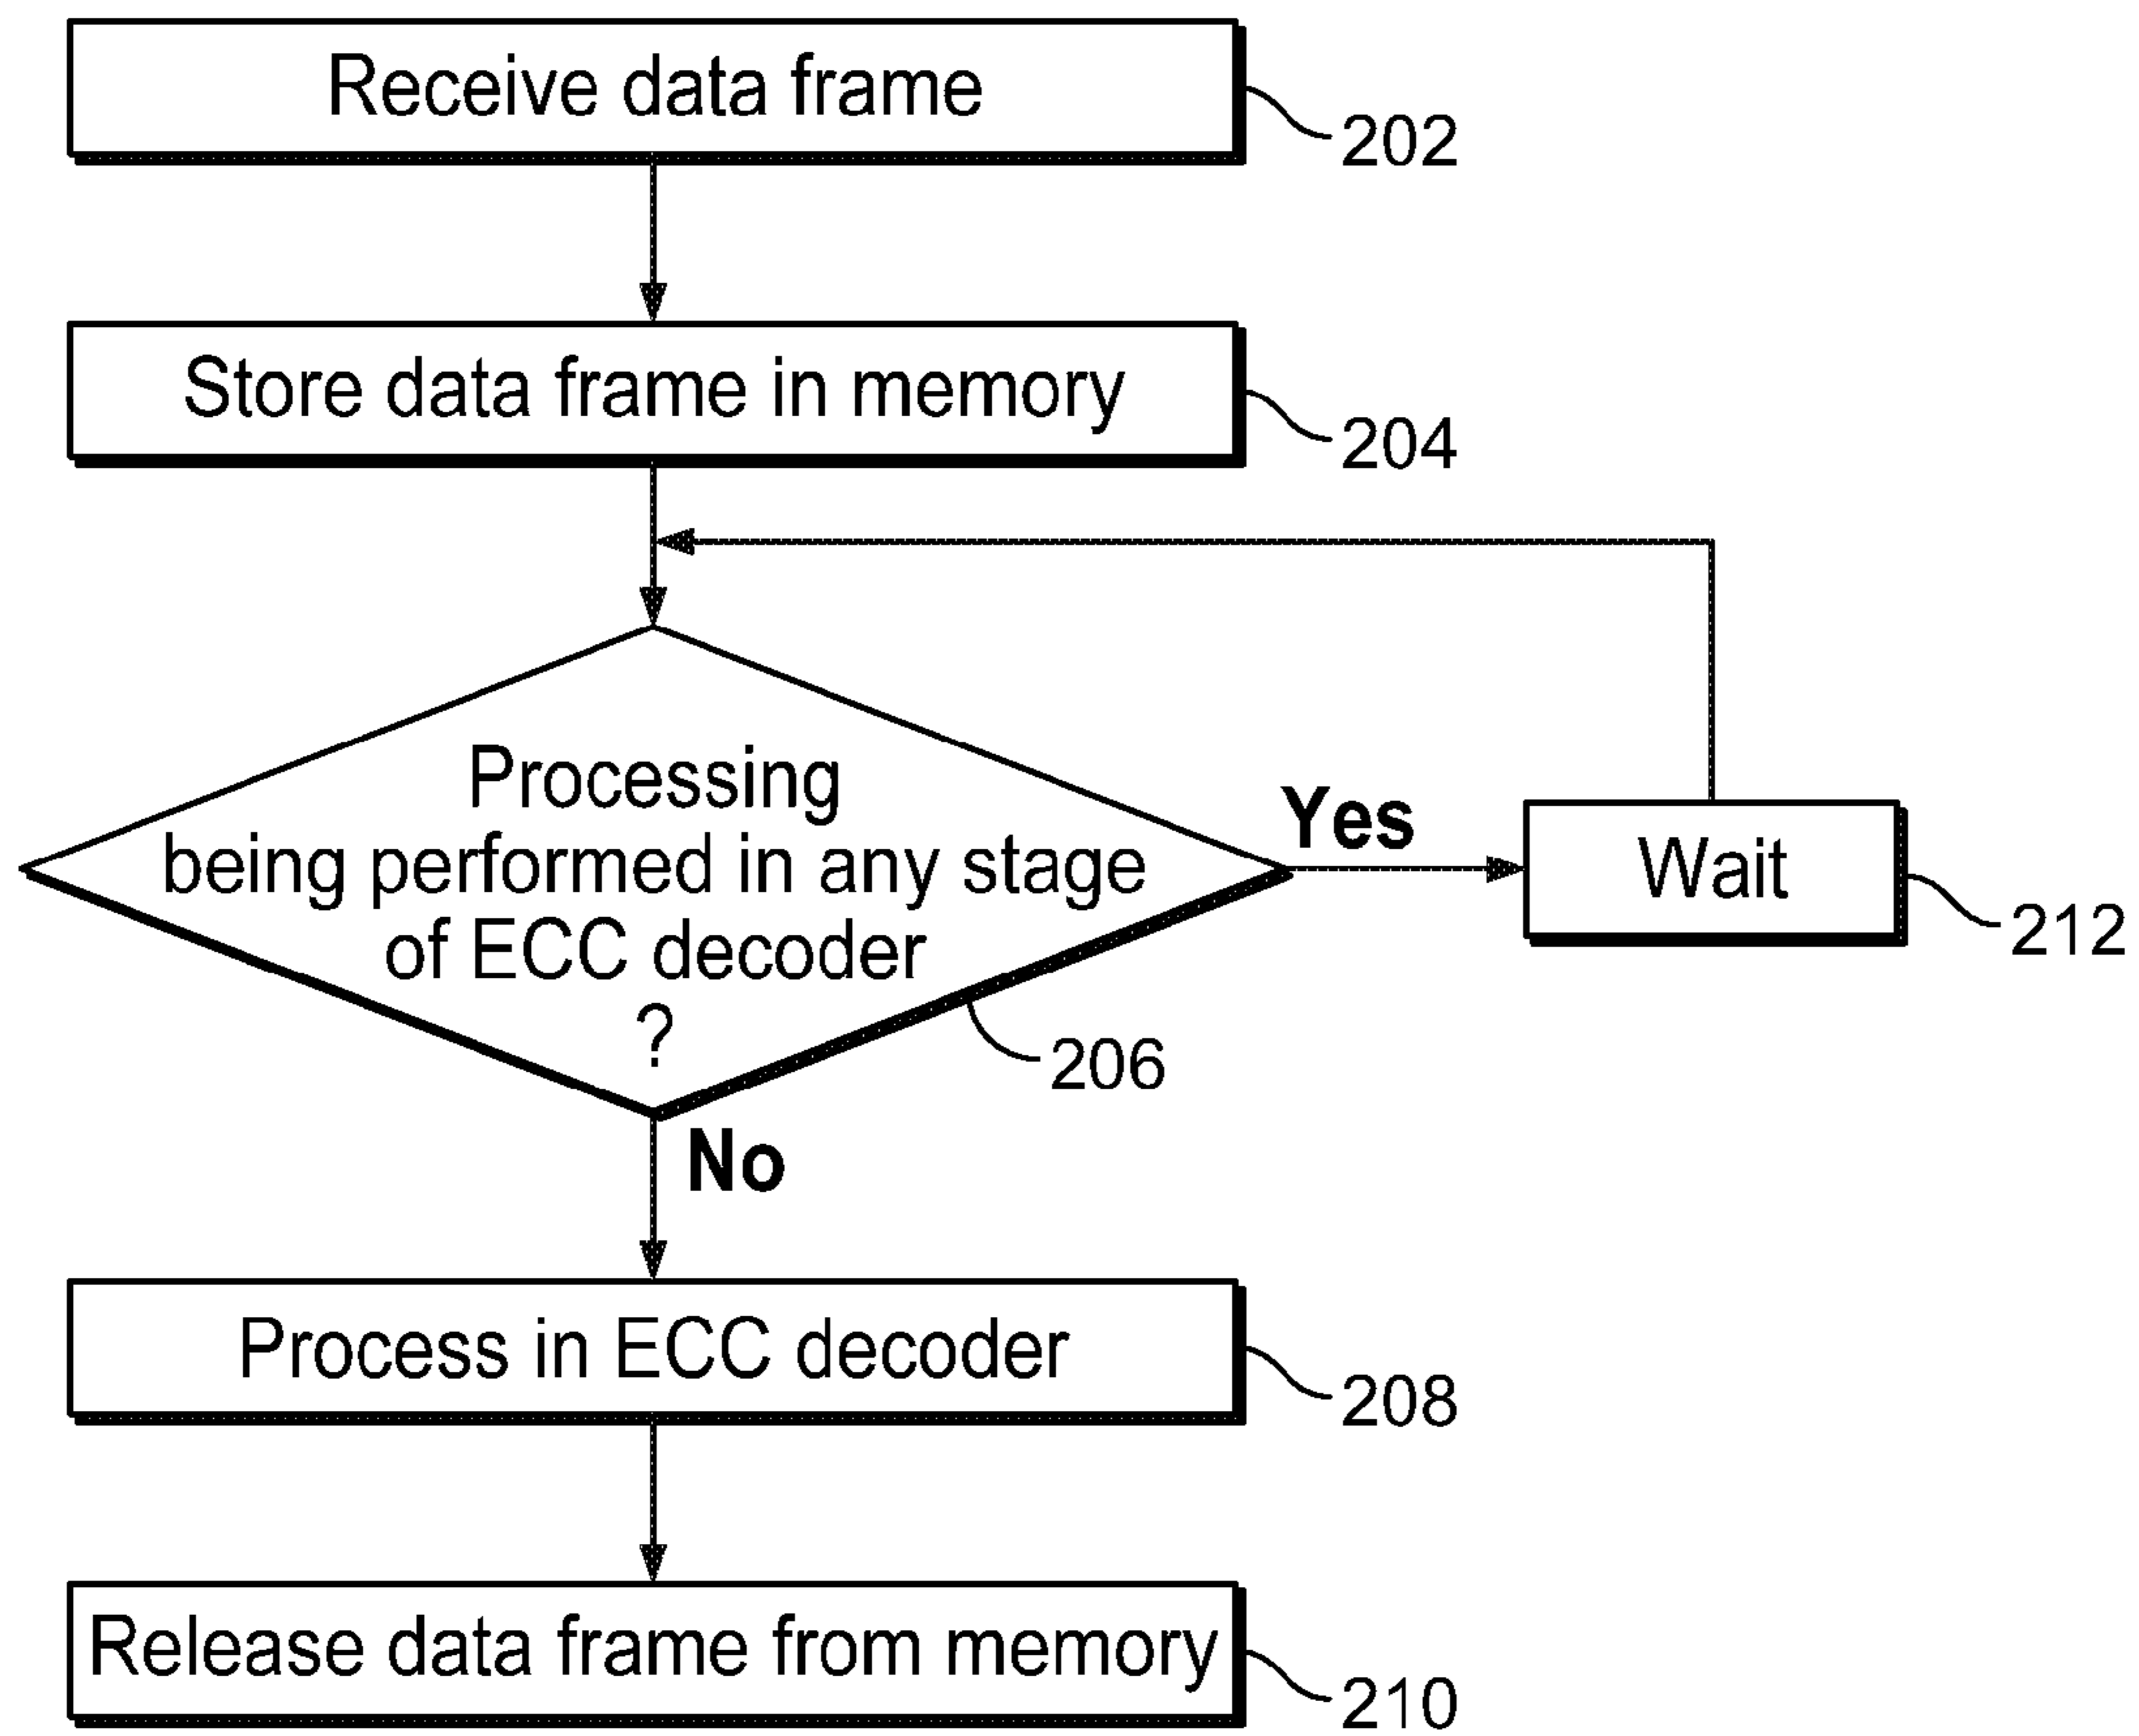 Receive data frame
202
Store data frame in memory
204
Processing
being performed in any stage
of ECC decoder
?
206
Yes
Wait
212
No
Process in ECC decoder
208
Release data frame from memory
210